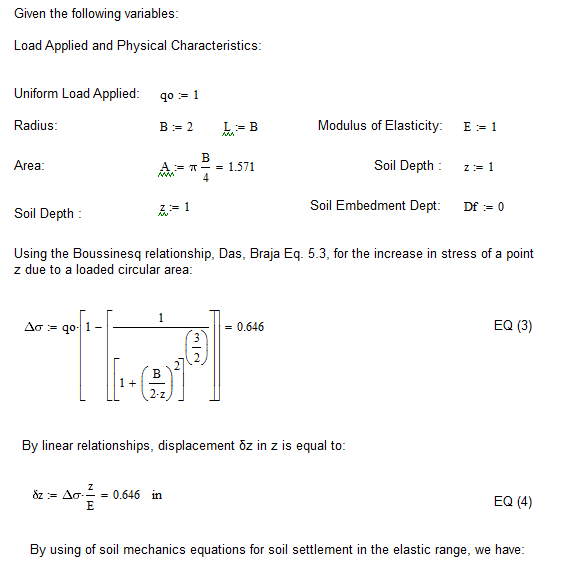 Given the following variables:
Load Applied and Physical Characteristics:
Uniform Load Applied: qo := 1
Radius: B := 2 L := B Modulus of Elasticity: E := 1
Area: A := π B/4 = 1.571 Soil Depth : z := 1
Soil Depth : z := 1 Soil Embedment Dept: Df := 0
Using the Boussinesq relationship, Das, Braja Eq. 5.3, for the increase in stress of a point
z due to a loaded circular area:
Δσ := qo·[1 − [1/[1 + (B/(2·z))^2]^(3/2)]] = 0.646 EQ (3)
By linear relationships, displacement δz in z is equal to:
δz := Δσ·z/E = 0.646 in EQ (4)
By using of soil mechanics equations for soil settlement in the elastic range, we have: